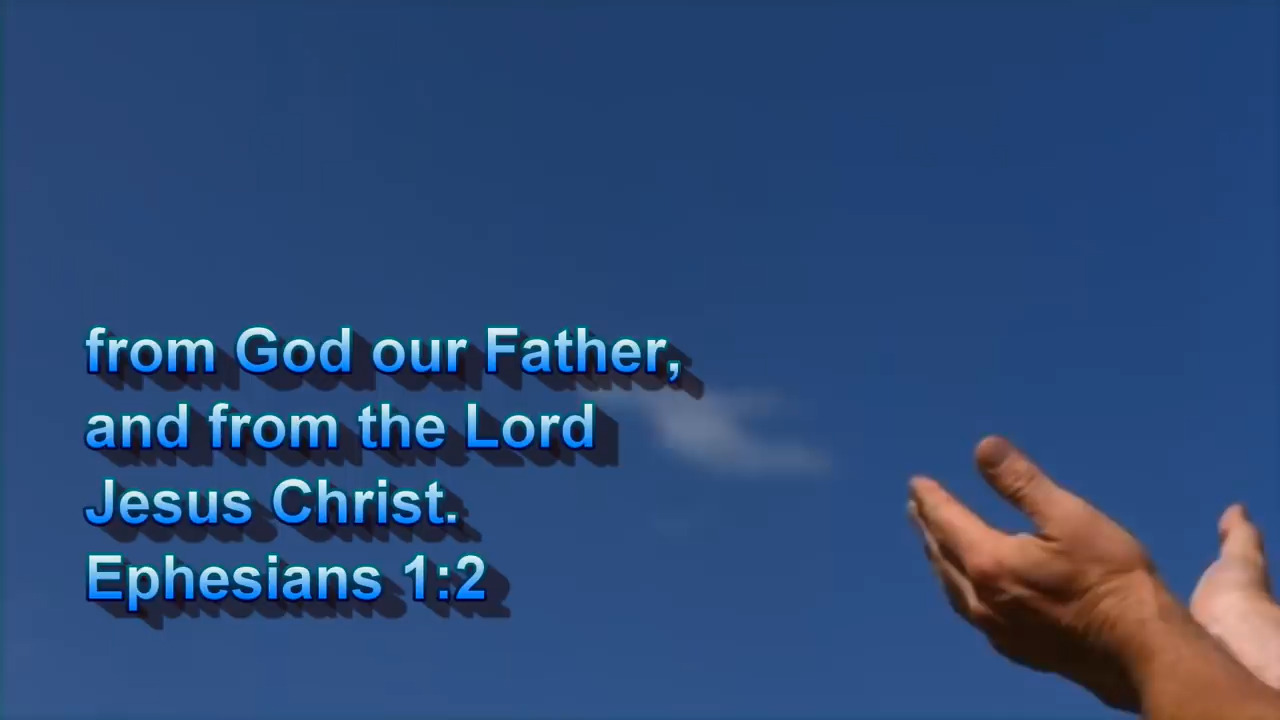 from God our Father,
and from the Lord
Jesus Christ.
Ephesians 1:2